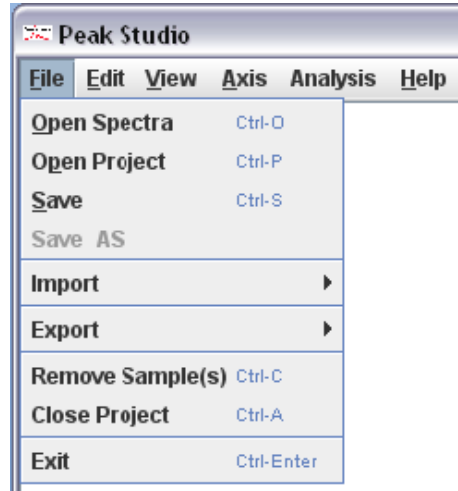 Peak Studio
File Edit View Axis Analysis Help
Open Spectra Ctrl-O
Open Project Ctrl-P
Save Ctrl-S
Save AS
Import
Export
Remove Sample(s) Ctrl-C
Close Project Ctrl-A
Exit Ctrl-Enter